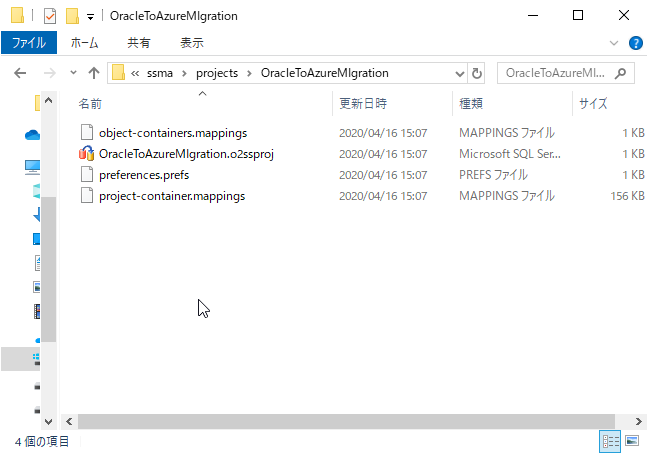 OracleToAzureMIgration
ファイル ホーム 共有 表示
« ssma › projects › OracleToAzureMIgration OracleToAzureMI...
名前 更新日時 種類 サイズ
object-containers.mappings 2020/04/16 15:07 MAPPINGS ファイル 1 KB
OracleToAzureMIgration.o2ssproj 2020/04/16 15:07 Microsoft SQL Ser... 1 KB
preferences.prefs 2020/04/16 15:07 PREFS ファイル 1 KB
project-container.mappings 2020/04/16 15:07 MAPPINGS ファイル 156 KB
4 個の項目